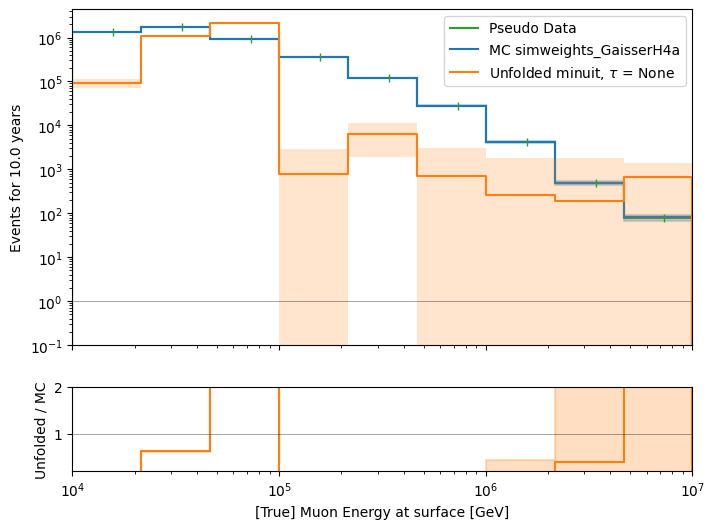 Pseudo Data
MC simweights_GaisserH4a
Unfolded minuit, τ = None
Events for 10.0 years
10⁶
10⁵
10⁴
10³
10²
10¹
10⁰
10⁻¹
Unfolded / MC
2
1
10⁴ 10⁵ 10⁶ 10⁷
[True] Muon Energy at surface [GeV]